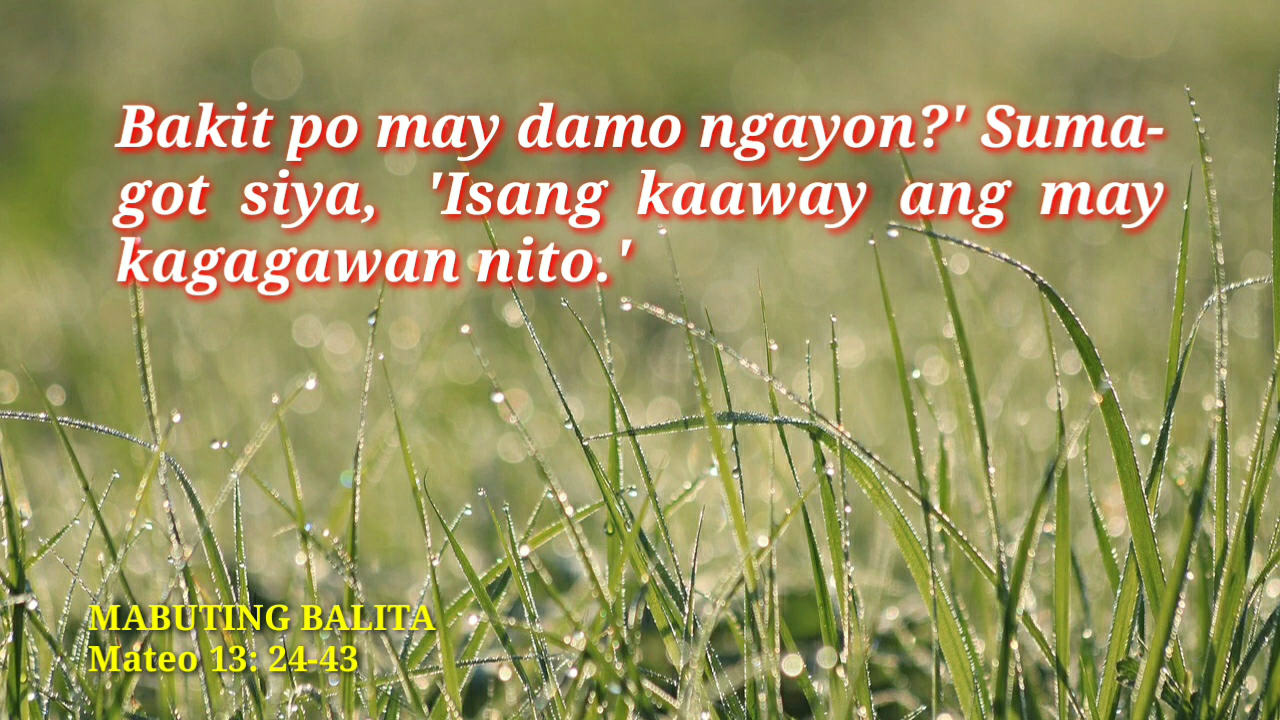 Bakit po may damo ngayon?' Suma-
got siya, 'Isang kaaway ang may
kagagawan nito.'
MABUTING BALITA
Mateo 13: 24-43